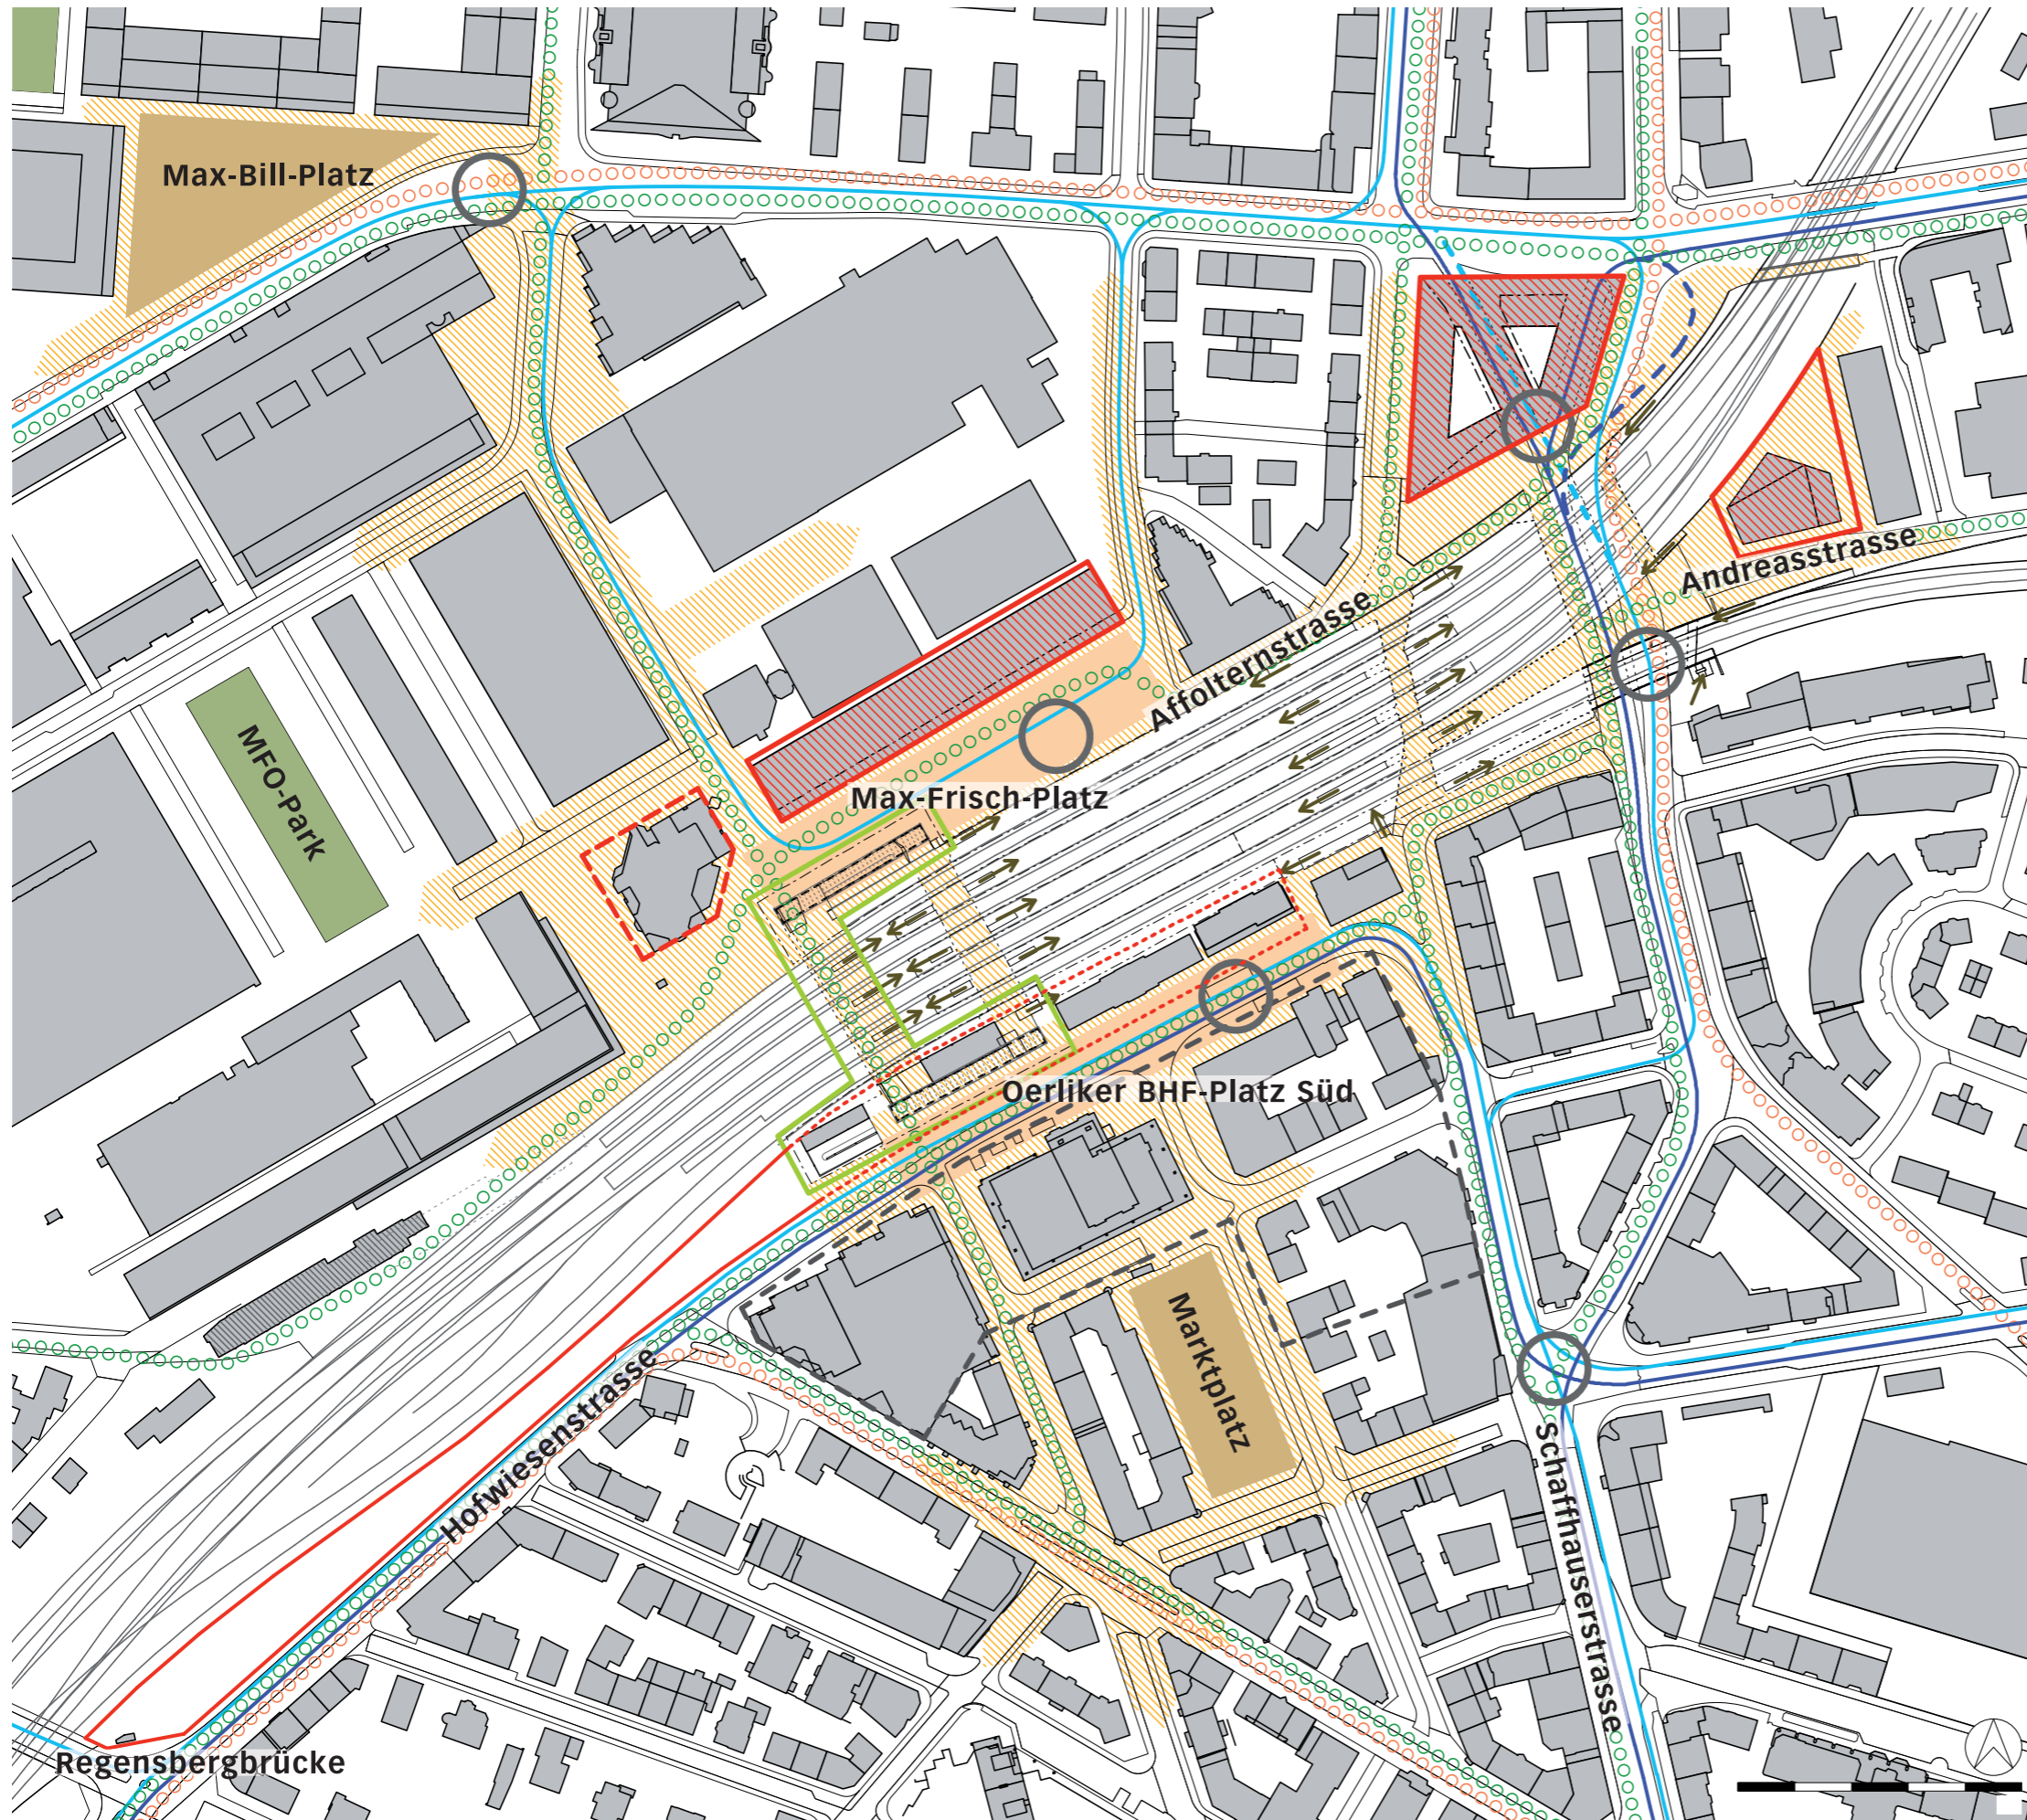 Max-Bill-Platz
Andreasstrasse
Affolternstrasse
MFO-Park
Max-Frisch-Platz
Oerliker BHF-Platz Süd
Marktplatz
Hofwiesenstrasse
Schaffhauserstrasse
Regensbergbrücke